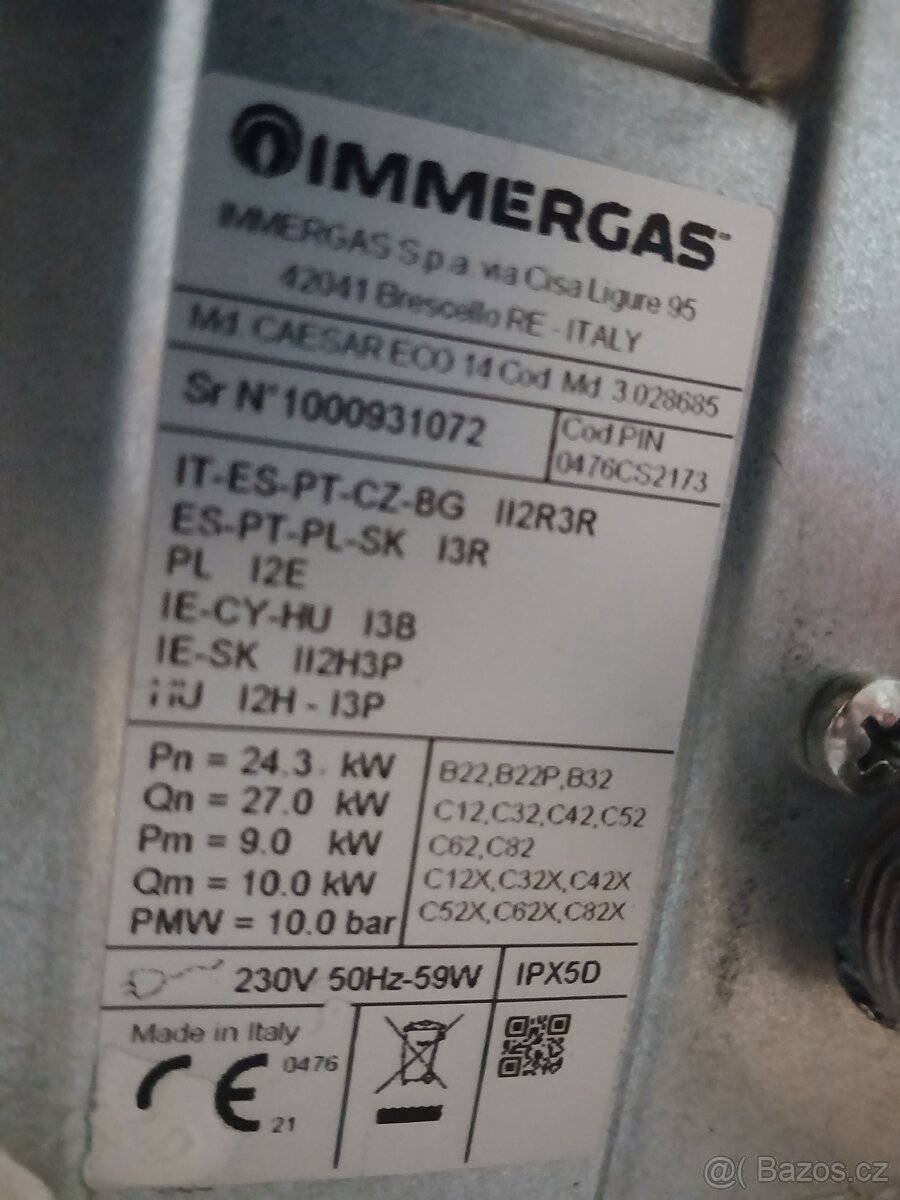 IMMERGAS™
IMMERGAS S.p.a. via Cisa Ligure 95
42041 Brescello RE - ITALY
Md. CAESAR ECO 14 Cod. Md. 3.028685
Sr N° 1000931072
Cod.PIN
0476CS2173
IT-ES-PT-CZ-BG II2R3R
ES-PT-PL-SK I3R
PL I2E
IE-CY-HU I3B
IE-SK II2H3P
HU I2H - I3P
Pn = 24.3 kW
Qn = 27.0 kW
Pm = 9.0 kW
Qm = 10.0 kW
PMW = 10.0 bar
B22,B22P,B32
C12,C32,C42,C52
C62,C82
C12X,C32X,C42X
C52X,C62X,C82X
230V 50Hz-59W
IPX5D
Made in Italy
CE 0476
21
@( Bazos.cz